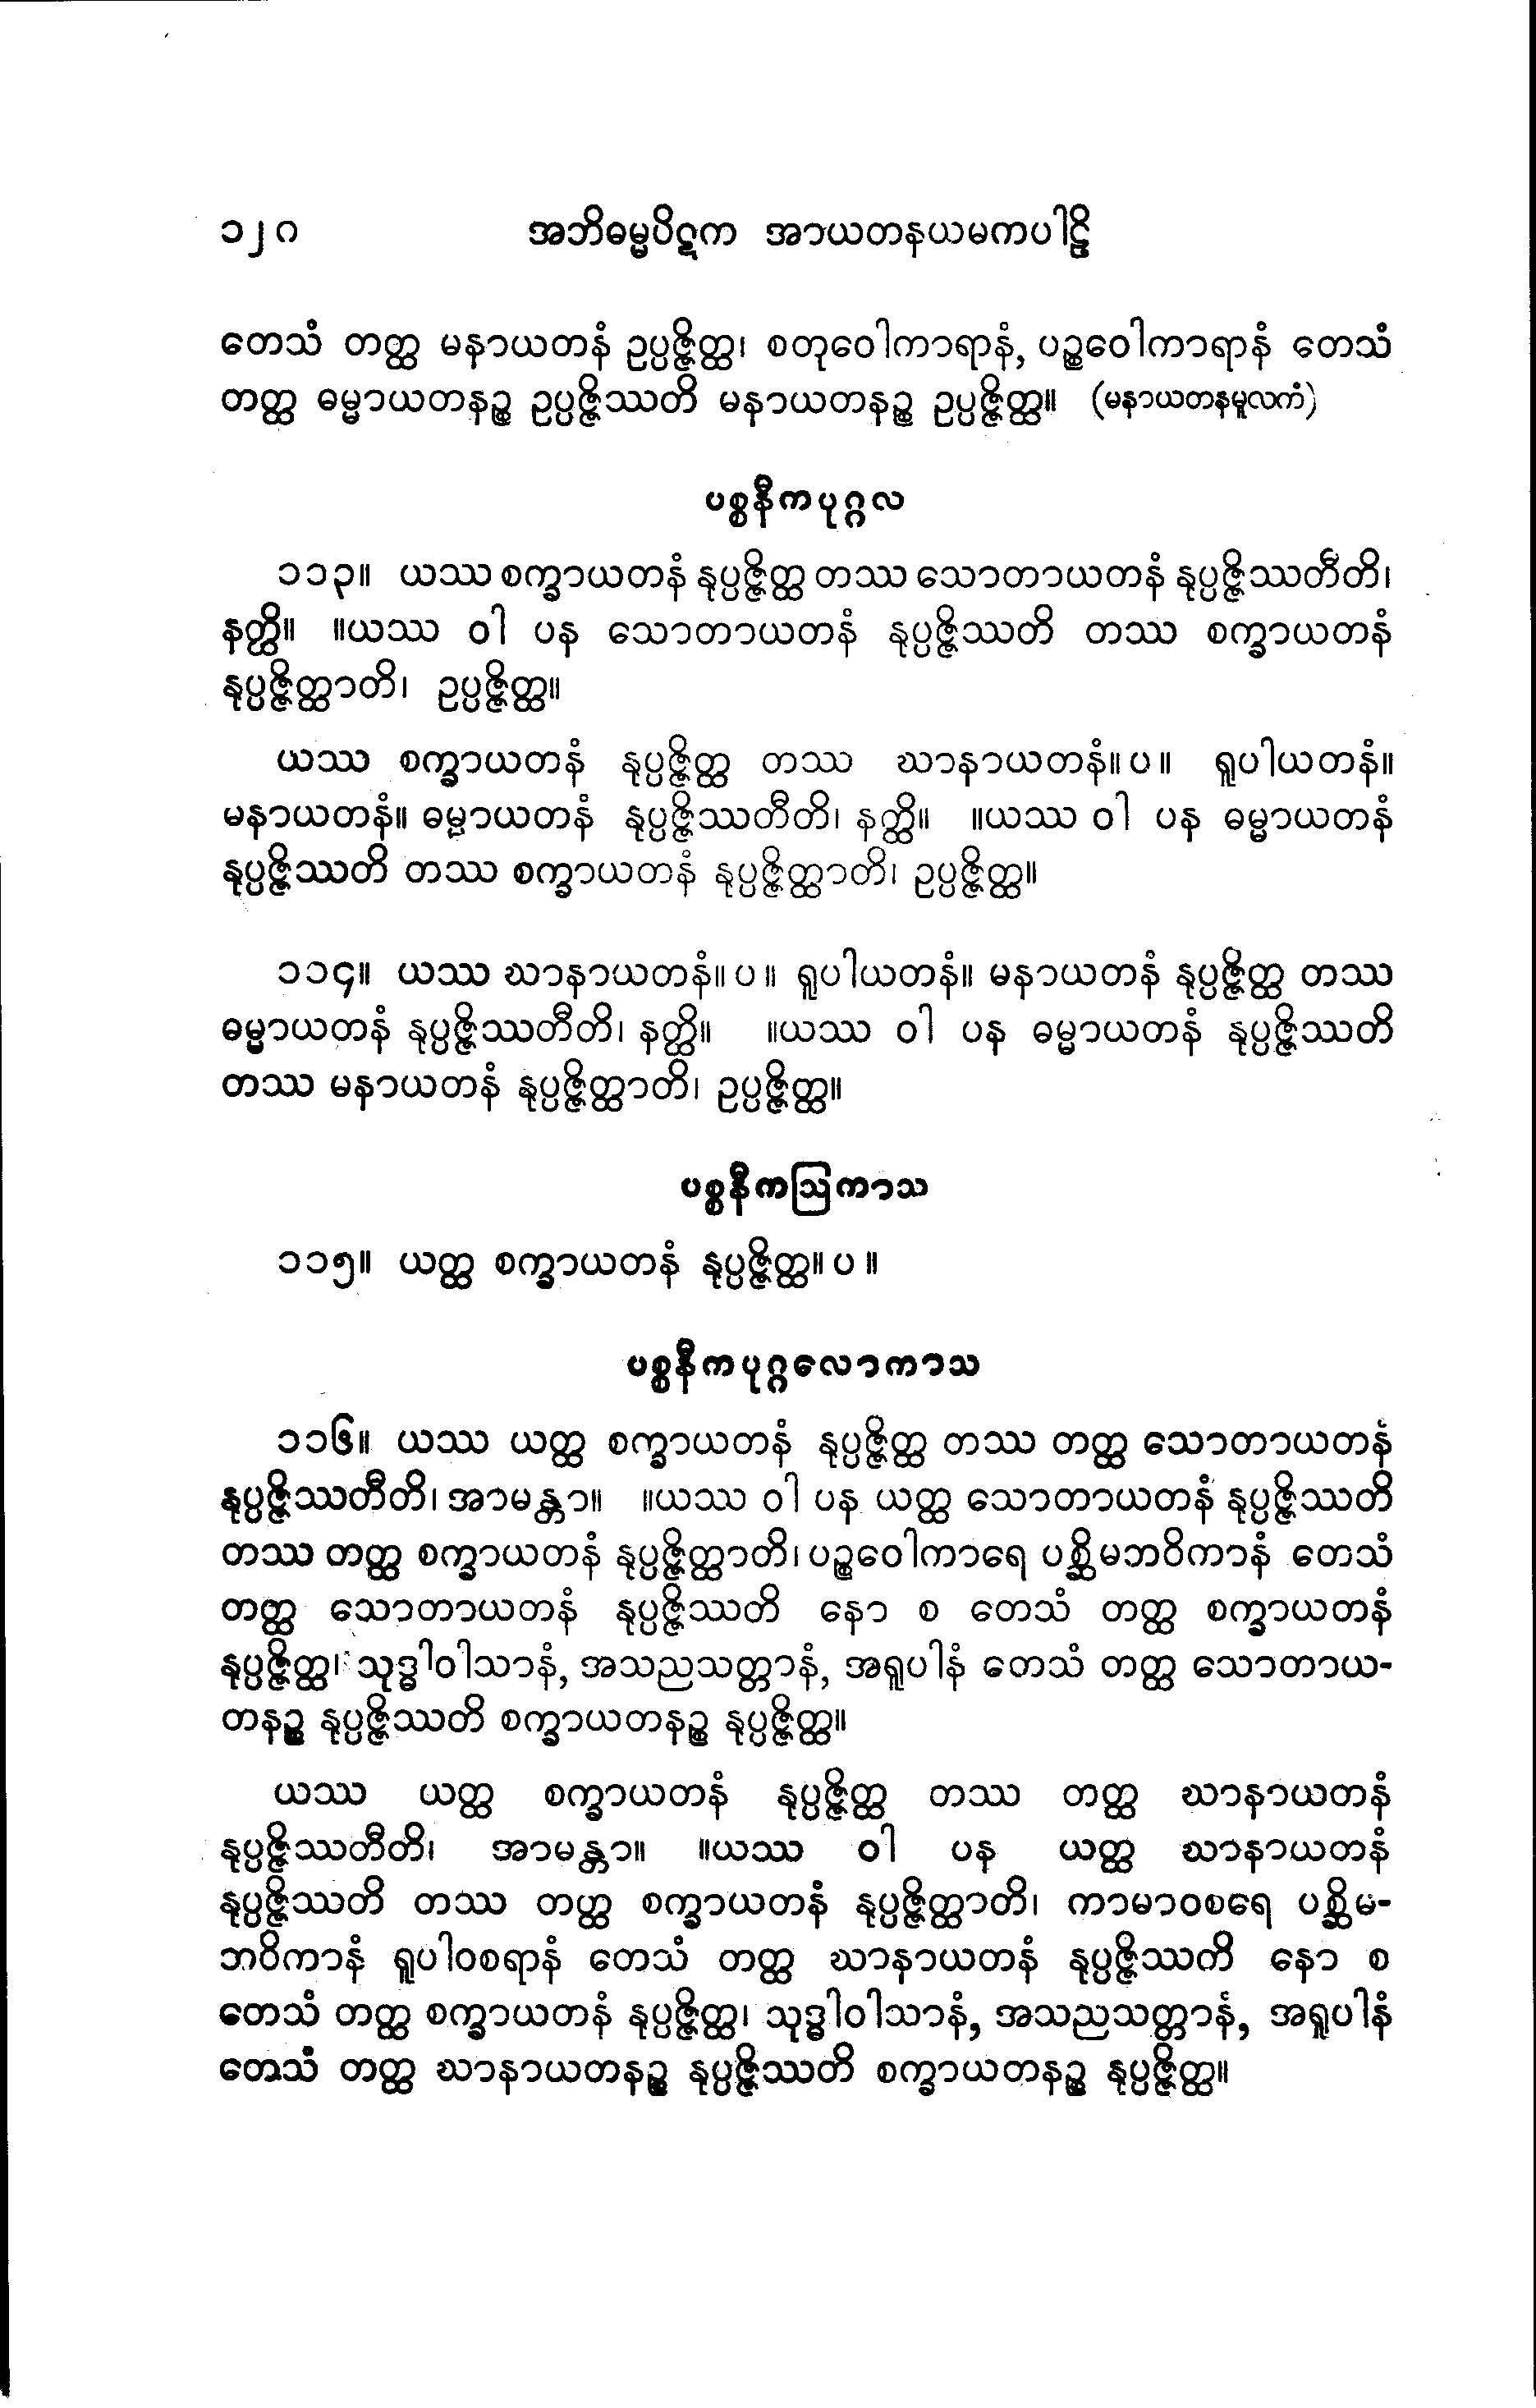 ၁၂၈ အဘိဓမ္မပိဋက အာယတနယမကပါဠိ
တေသံ တတ္ထ မနာယတနံ ဥပ္ပဇ္ဇိတ္ထ၊ စတုဝေါကာရာနံ, ပဉ္စဝေါကာရာနံ တေသံ
တတ္ထ ဓမ္မာယတနဉ္စ ဥပ္ပဇ္ဇိဿတိ မနာယတနဉ္စ ဥပ္ပဇ္ဇိတ္ထ။ (မနာယတနမူလကံ)
ပစ္စနီကပုဂ္ဂလ
၁၁၃။ ယဿ စက္ခာယတနံ နုပ္ပဇ္ဇိတ္ထ တဿ သောတာယတနံ နုပ္ပဇ္ဇိဿတီတိ၊
နတ္ထိ။ ။ယဿ ဝါ ပန သောတာယတနံ နုပ္ပဇ္ဇိဿတိ တဿ စက္ခာယတနံ
နုပ္ပဇ္ဇိတ္ထာတိ၊ ဥပ္ပဇ္ဇိတ္ထ။
ယဿ စက္ခာယတနံ နုပ္ပဇ္ဇိတ္ထ တဿ ဃာနာယတနံ။ ပ။ ရူပါယတနံ။
မနာယတနံ။ ဓမ္မာယတနံ နုပ္ပဇ္ဇိဿတီတိ၊ နတ္ထိ။ ။ယဿ ဝါ ပန ဓမ္မာယတနံ
နုပ္ပဇ္ဇိဿတိ တဿ စက္ခာယတနံ နုပ္ပဇ္ဇိတ္ထာတိ၊ ဥပ္ပဇ္ဇိတ္ထ။
၁၁၄။ ယဿ ဃာနာယတနံ။ ပ။ ရူပါယတနံ။ မနာယတနံ နုပ္ပဇ္ဇိတ္ထ တဿ
ဓမ္မာယတနံ နုပ္ပဇ္ဇိဿတီတိ၊ နတ္ထိ။ ။ယဿ ဝါ ပန ဓမ္မာယတနံ နုပ္ပဇ္ဇိဿတိ
တဿ မနာယတနံ နုပ္ပဇ္ဇိတ္ထာတိ၊ ဥပ္ပဇ္ဇိတ္ထ။
ပစ္စနီကဩကာသ
၁၁၅။ ယတ္ထ စက္ခာယတနံ နုပ္ပဇ္ဇိတ္ထ။ ပ။
ပစ္စနီကပုဂ္ဂလောကာသ
၁၁၆။ ယဿ ယတ္ထ စက္ခာယတနံ နုပ္ပဇ္ဇိတ္ထ တဿ တတ္ထ သောတာယတနံ
နုပ္ပဇ္ဇိဿတီတိ၊ အာမန္တာ။ ။ယဿ ဝါ ပန ယတ္ထ သောတာယတနံ နုပ္ပဇ္ဇိဿတိ
တဿ တတ္ထ စက္ခာယတနံ နုပ္ပဇ္ဇိတ္ထာတိ၊ ပဉ္စဝေါကာရေ ပစ္ဆိမဘဝိကာနံ တေသံ
တတ္ထ သောတာယတနံ နုပ္ပဇ္ဇိဿတိ နော စ တေသံ တတ္ထ စက္ခာယတနံ
နုပ္ပဇ္ဇိတ္ထ၊ သုဒ္ဓါဝါသာနံ, အသညသတ္တာနံ, အရူပါနံ တေသံ တတ္ထ သောတာယ-
တနဉ္စ နုပ္ပဇ္ဇိဿတိ စက္ခာယတနဉ္စ နုပ္ပဇ္ဇိတ္ထ။
ယဿ ယတ္ထ စက္ခာယတနံ နုပ္ပဇ္ဇိတ္ထ တဿ တတ္ထ ဃာနာယတနံ
နုပ္ပဇ္ဇိဿတီတိ၊ အာမန္တာ။ ။ယဿ ဝါ ပန ယတ္ထ ဃာနာယတနံ
နုပ္ပဇ္ဇိဿတိ တဿ တတ္ထ စက္ခာယတနံ နုပ္ပဇ္ဇိတ္ထာတိ၊ ကာမာဝစရေ ပစ္ဆိမ-
ဘဝိကာနံ ရူပါဝစရာနံ တေသံ တတ္ထ ဃာနာယတနံ နုပ္ပဇ္ဇိဿတိ နော စ
တေသံ တတ္ထ စက္ခာယတနံ နုပ္ပဇ္ဇိတ္ထ၊ သုဒ္ဓါဝါသာနံ, အသညသတ္တာနံ, အရူပါနံ
တေသံ တတ္ထ ဃာနာယတနဉ္စ နုပ္ပဇ္ဇိဿတိ စက္ခာယတနဉ္စ နုပ္ပဇ္ဇိတ္ထ။